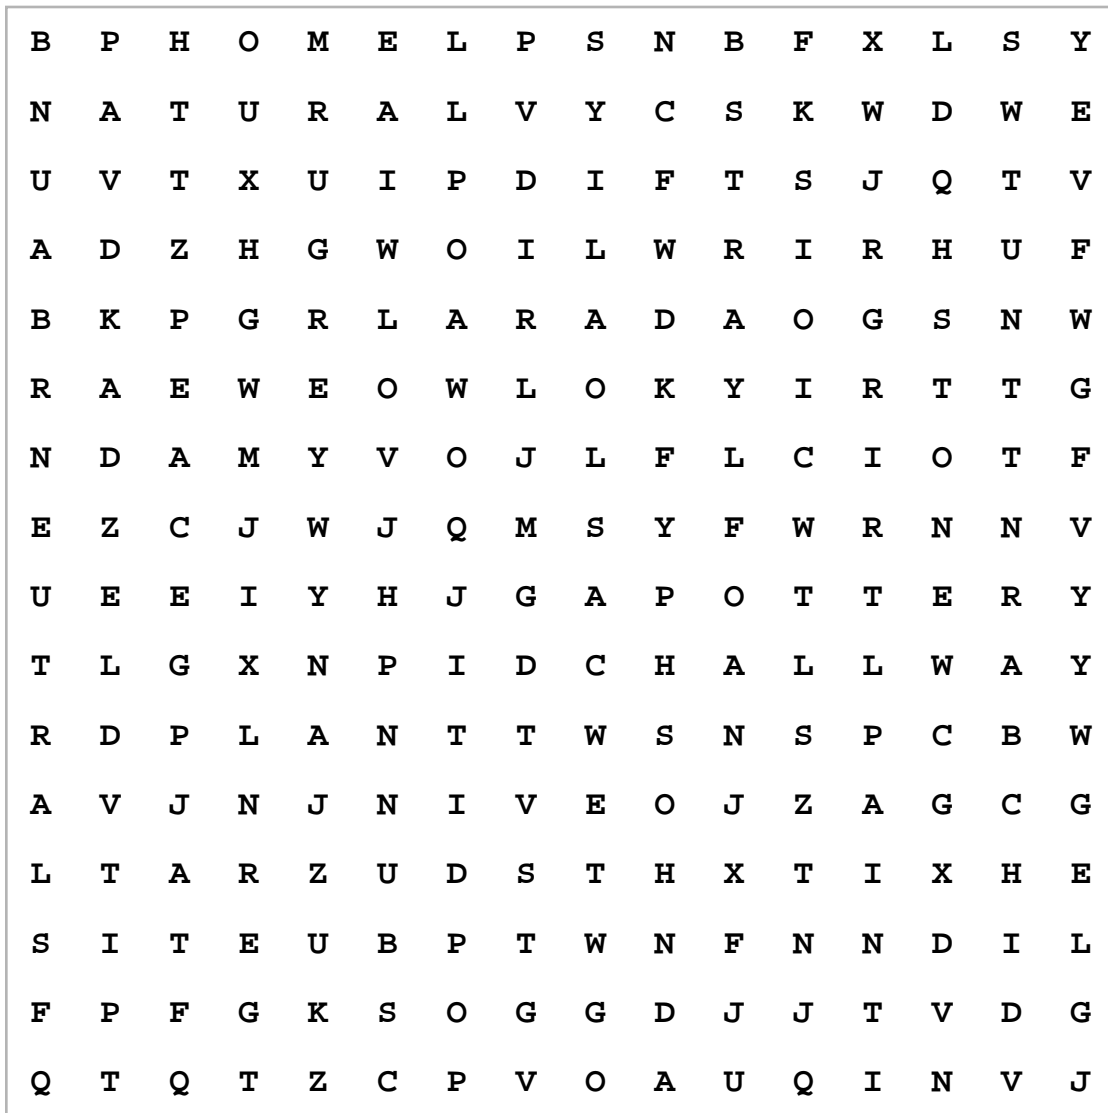 B P H O M E L P S N B F X L S Y
N A T U R A L V Y C S K W D W E
U V T X U I P D I F T S J Q T V
A D Z H G W O I L W R I R H U F
B K P G R L A R A D A O G S N W
R A E W E O W L O K Y I R T T G
N D A M Y V O J L F L C I O T F
E Z C J W J Q M S Y F W R N N V
U E E I Y H J G A P O T T E R Y
T L G X N P I D C H A L L W A Y
R D P L A N T T W S N S P C B W
A V J N J N I V E O J Z A G C G
L T A R Z U D S T H X T I X H E
S I T E U B P T W N F N N D I L
F P F G K S O G G D J J T V D G
Q T Q T Z C P V O A U Q I N V J